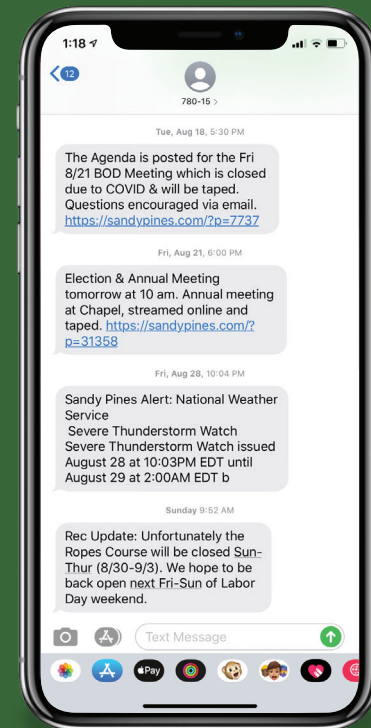 1:18
12
780-15 >
Tue, Aug 18, 5:30 PM
The Agenda is posted for the Fri
8/21 BOD Meeting which is closed
due to COVID & will be taped.
Questions encouraged via email.
https://sandypines.com/?p=7737
Fri, Aug 21, 6:00 PM
Election & Annual Meeting
tomorrow at 10 am. Annual meeting
at Chapel, streamed online and
taped. https://sandypines.com/?
p=31358
Fri, Aug 28, 10:04 PM
Sandy Pines Alert: National Weather
Service
Severe Thunderstorm Watch
Severe Thunderstorm Watch issued
August 28 at 10:03PM EDT until
August 29 at 2:00AM EDT b
Sunday 9:52 AM
Rec Update: Unfortunately the
Ropes Course will be closed Sun-
Thur (8/30-9/3). We hope to be
back open next Fri-Sun of Labor
Day weekend.
Text Message
Pay